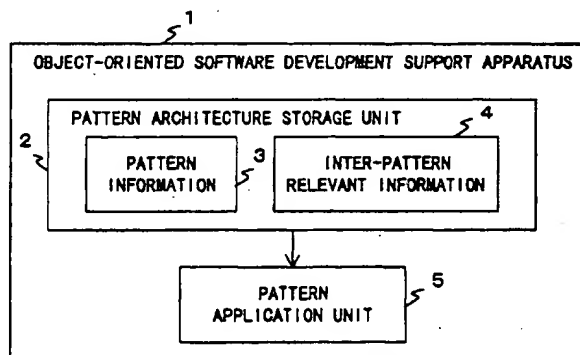 1
OBJECT-ORIENTED SOFTWARE DEVELOPMENT SUPPORT APPARATUS
PATTERN ARCHITECTURE STORAGE UNIT
4
2
PATTERN
INFORMATION
3
INTER-PATTERN
RELEVANT INFORMATION
PATTERN
APPLICATION UNIT
5